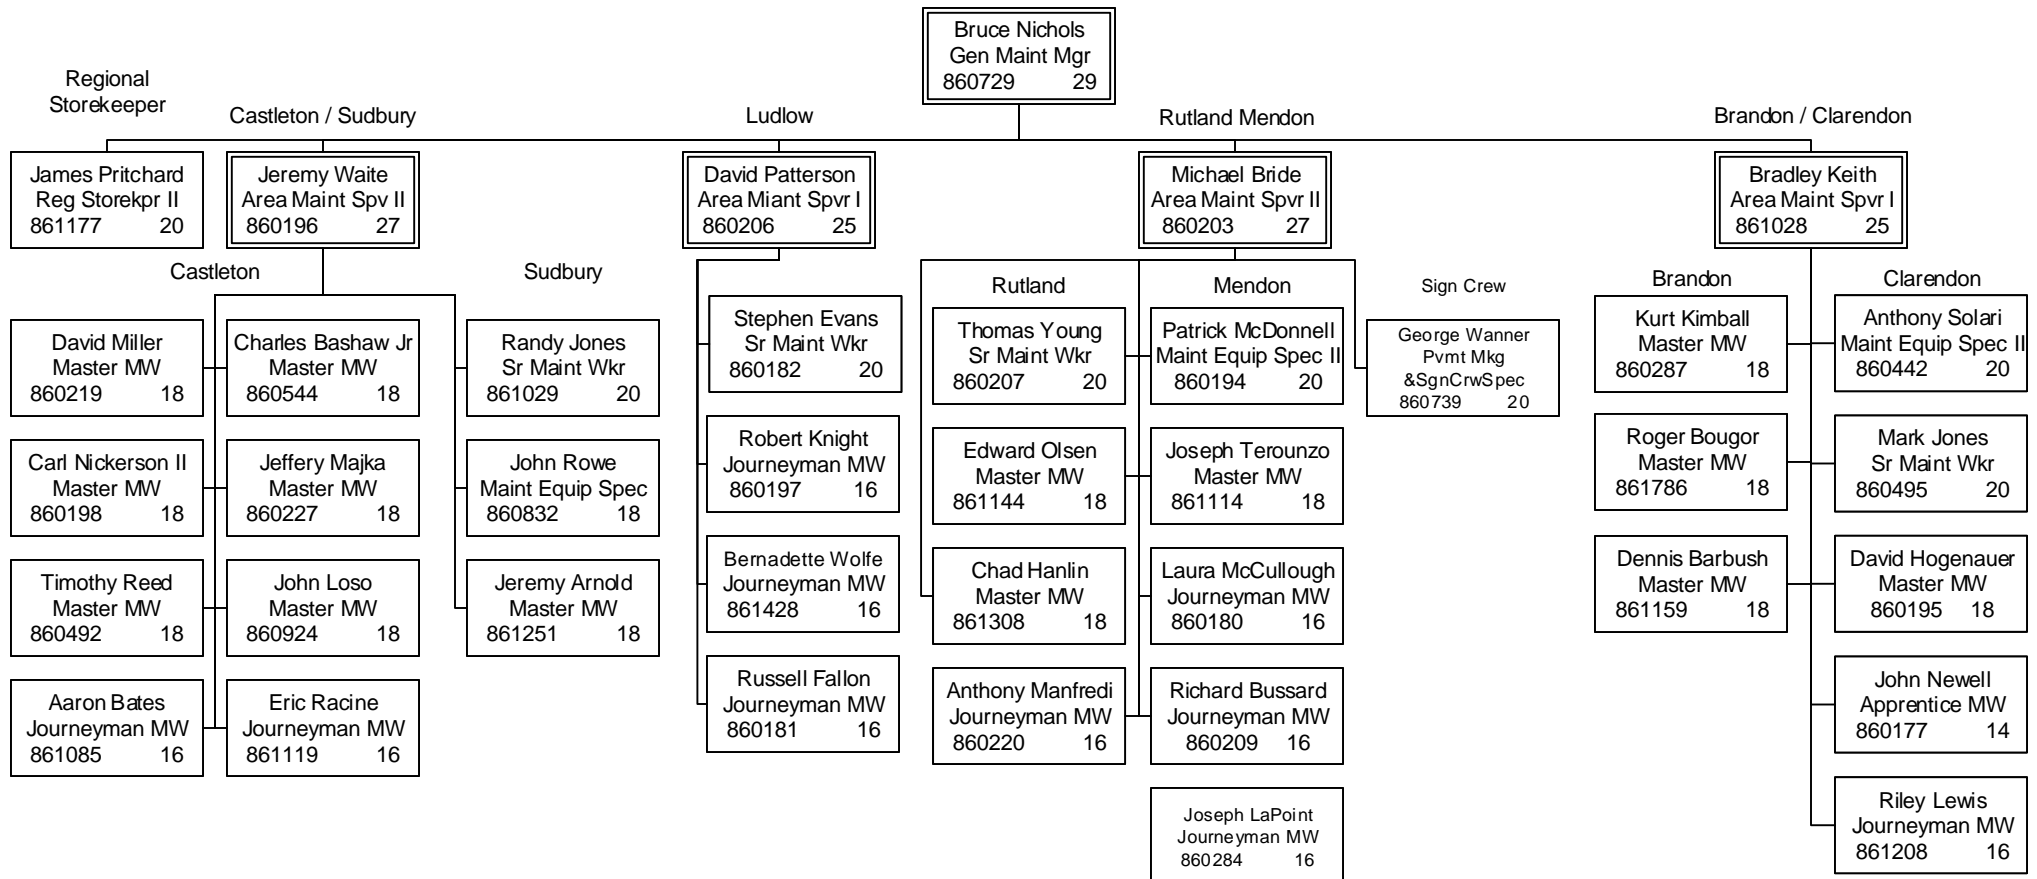 Bruce Nichols
Gen Maint Mgr
860729 29
Regional
Storekeeper
Castleton / Sudbury
Ludlow
Rutland Mendon
Brandon / Clarendon
James Pritchard
Reg Storekpr II
861177 20
Jeremy Waite
Area Maint Spv II
860196 27
David Patterson
Area Miant Spvr I
860206 25
Michael Bride
Area Maint Spvr II
860203 27
Bradley Keith
Area Maint Spvr I
861028 25
Castleton
David Miller
Master MW
860219 18
Charles Bashaw Jr
Master MW
860544 18
Carl Nickerson II
Master MW
860198 18
Jeffery Majka
Master MW
860227 18
Timothy Reed
Master MW
860492 18
John Loso
Master MW
860924 18
Aaron Bates
Journeyman MW
861085 16
Eric Racine
Journeyman MW
861119 16
Sudbury
Randy Jones
Sr Maint Wkr
861029 20
John Rowe
Maint Equip Spec
860832 18
Jeremy Arnold
Master MW
861251 18
Stephen Evans
Sr Maint Wkr
860182 20
Robert Knight
Journeyman MW
860197 16
Bernadette Wolfe
Journeyman MW
861428 16
Russell Fallon
Journeyman MW
860181 16
Rutland
Thomas Young
Sr Maint Wkr
860207 20
Edward Olsen
Master MW
861144 18
Chad Hanlin
Master MW
861308 18
Anthony Manfredi
Journeyman MW
860220 16
Mendon
Patrick McDonnell
Maint Equip Spec II
860194 20
Joseph Terounzo
Master MW
861114 18
Laura McCullough
Journeyman MW
860180 16
Richard Bussard
Journeyman MW
860209 16
Joseph LaPoint
Journeyman MW
860284 16
Sign Crew
George Wanner
Pvmt Mkg
&SgnCrwSpec
860739 20
Brandon
Kurt Kimball
Master MW
860287 18
Roger Bougor
Master MW
861786 18
Dennis Barbush
Master MW
861159 18
Clarendon
Anthony Solari
Maint Equip Spec II
860442 20
Mark Jones
Sr Maint Wkr
860495 20
David Hogenauer
Master MW
860195 18
John Newell
Apprentice MW
860177 14
Riley Lewis
Journeyman MW
861208 16